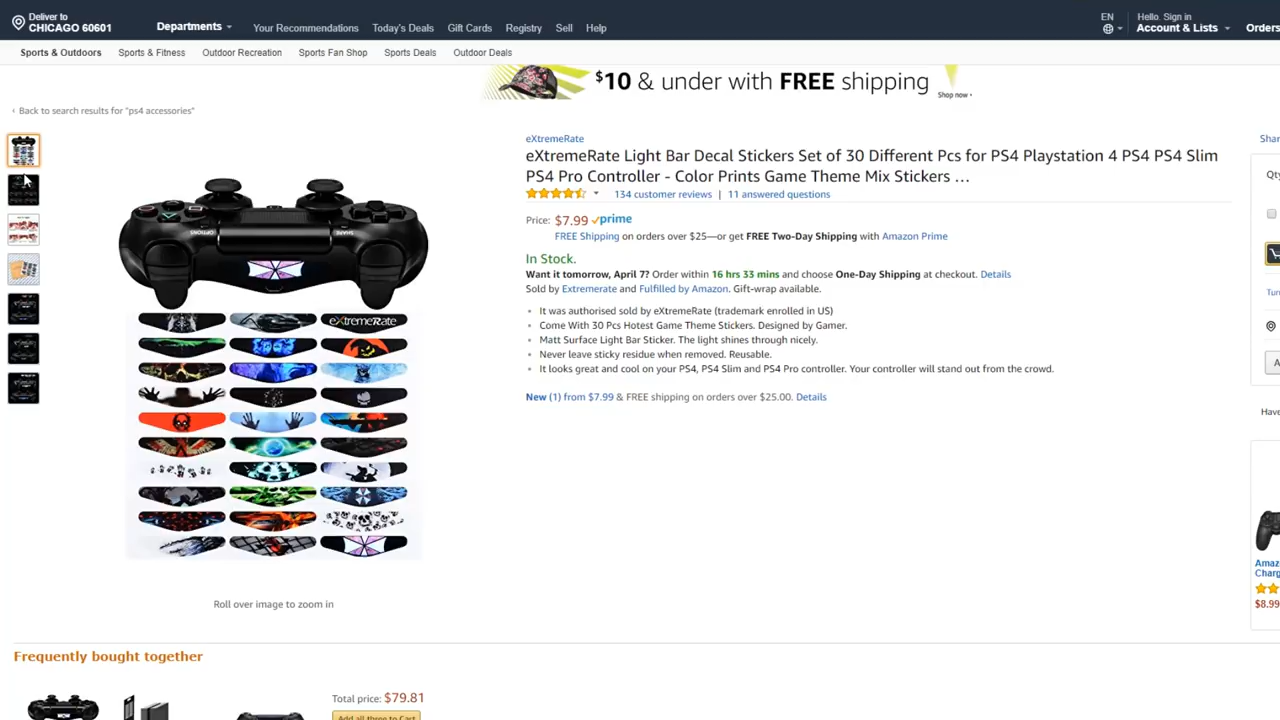 Deliver to
CHICAGO 60601
Departments
Your Recommendations
Today's Deals
Gift Cards
Registry
Sell
Help
EN
Hello. Sign in
Account & Lists
Orders
Sports & Outdoors
Sports & Fitness
Outdoor Recreation
Sports Fan Shop
Sports Deals
Outdoor Deals
$10 & under with FREE shipping
Shop now ›
‹ Back to search results for "ps4 accessories"
eXtremeRate
Shar
eXtremeRate Light Bar Decal Stickers Set of 30 Different Pcs for PS4 Playstation 4 PS4 PS4 Slim
PS4 Pro Controller - Color Prints Game Theme Mix Stickers …
134 customer reviews | 11 answered questions
Qty
Price: $7.99 prime
FREE Shipping on orders over $25—or get FREE Two-Day Shipping with Amazon Prime
In Stock.
Want it tomorrow, April 7? Order within 16 hrs 33 mins and choose One-Day Shipping at checkout. Details
Sold by Extremerate and Fulfilled by Amazon. Gift-wrap available.
Turn
It was authorised sold by eXtremeRate (trademark enrolled in US)
Come With 30 Pcs Hotest Game Theme Stickers. Designed by Gamer.
Matt Surface Light Bar Sticker. The light shines through nicely.
Never leave sticky residue when removed. Reusable.
It looks great and cool on your PS4, PS4 Slim and PS4 Pro controller. Your controller will stand out from the crowd.
A
New (1) from $7.99 & FREE shipping on orders over $25.00. Details
Have
OPTIONS
SHARE
eXtremeRate
Amaz
Charg
$8.99
Roll over image to zoom in
Frequently bought together
Total price: $79.81
Add all three to Cart